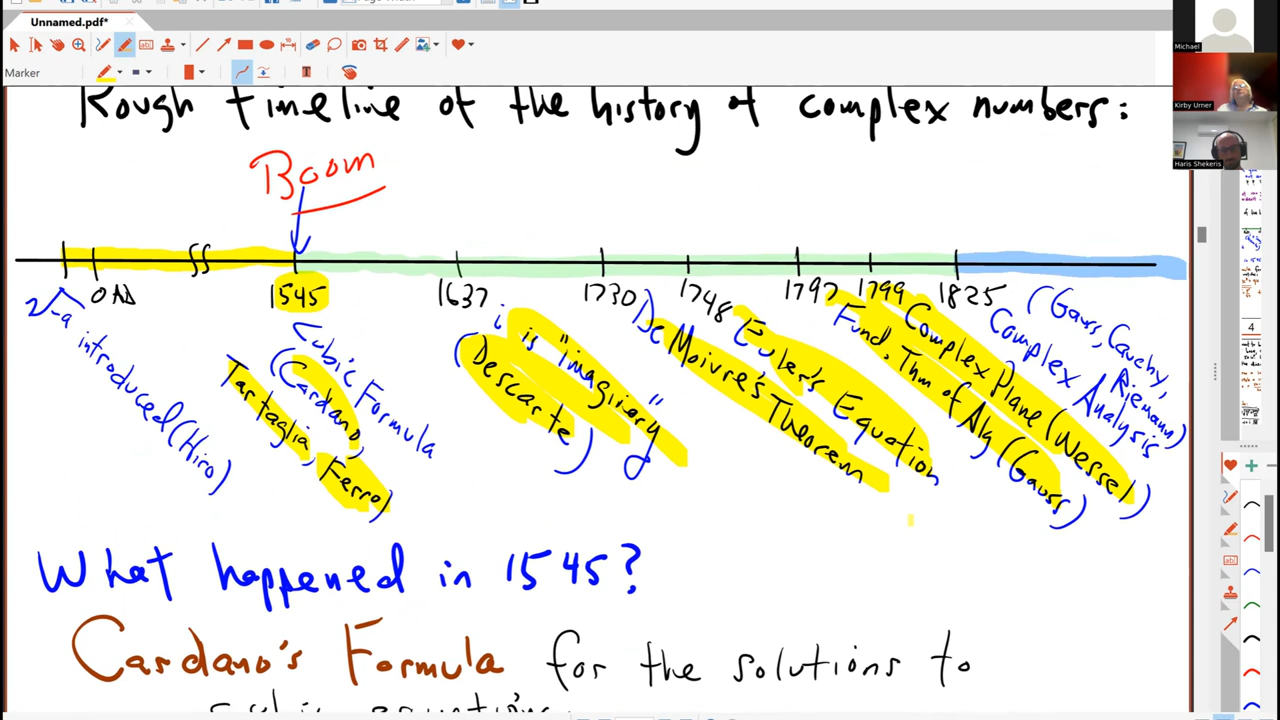 Unnamed.pdf*
Marker
Michael
Kirby Urner
Haris Shekeris
Rough timeline of the history of complex numbers:
Boom
0 AD
1545
1637
1730
1748
1797
1799
1825
√-a introduced (Hiro)
Cubic Formula
(Cardano,
Tartaglia, Ferro)
i is "imaginary"
(Descarte)
De Moivre's Theorem
Euler's Equation
Fund. Thm of Alg (Gauss)
Complex Plane (Wessel)
Complex Analysis
(Gauss, Cauchy,
Riemann)
What happened in 1545?
Cardano's Formula for the solutions to
4